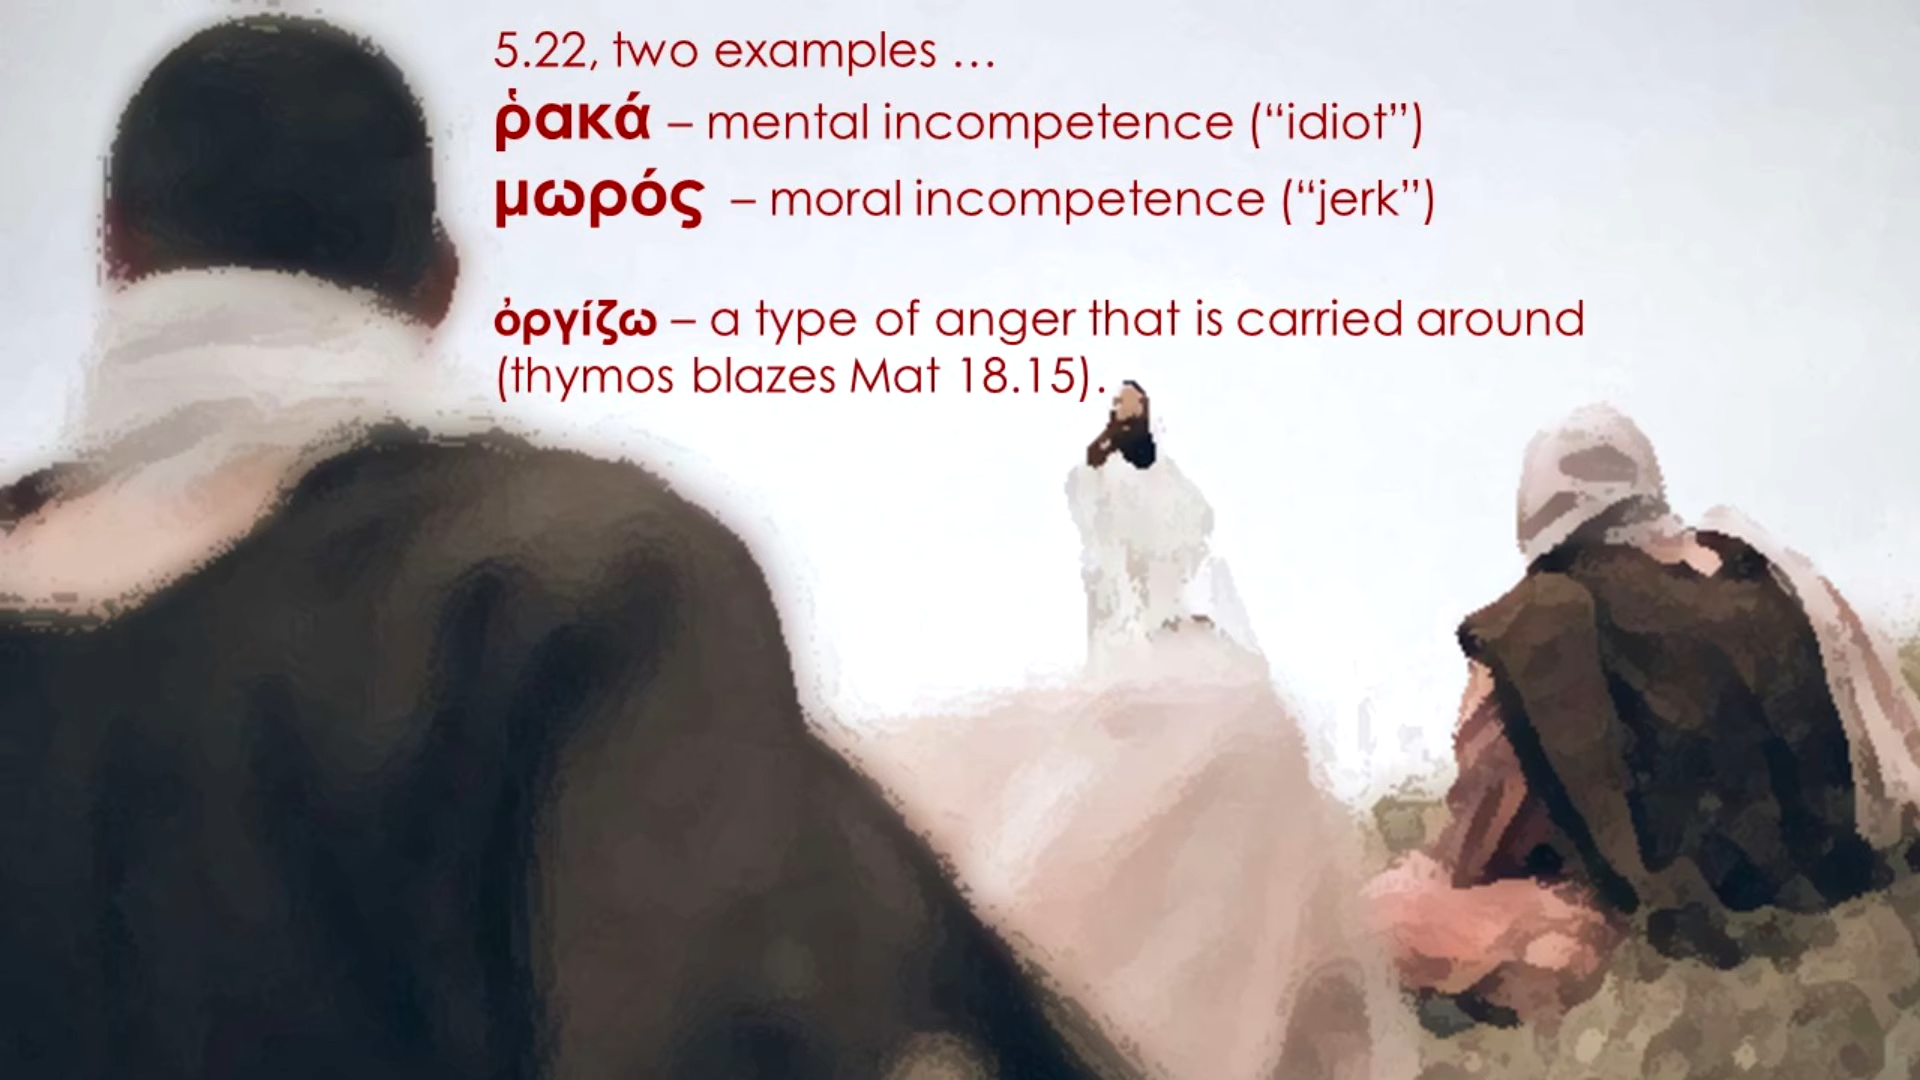 5.22, two examples …
ῥακά – mental incompetence (“idiot”)
μωρός – moral incompetence (“jerk”)
ὀργίζω – a type of anger that is carried around
(thymos blazes Mat 18.15).